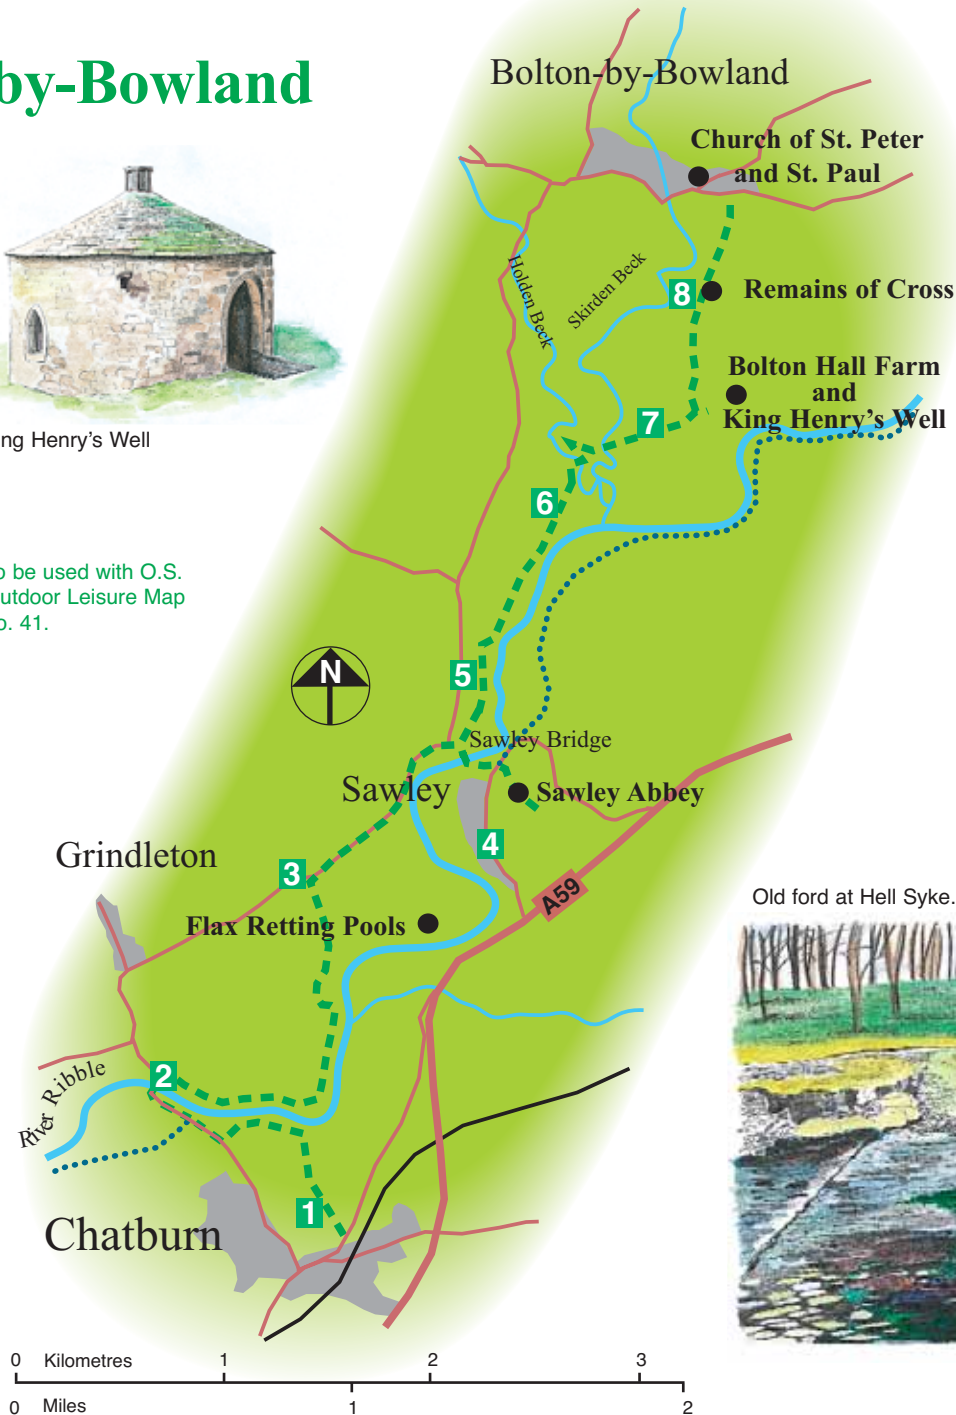 by-Bowland
Bolton-by-Bowland
Church of St. Peter
and St. Paul
Holden Beck
Skirden Beck
8
Remains of Cross
Bolton Hall Farm
and
King Henry's Well
ng Henry's Well
7
6
o be used with O.S.
utdoor Leisure Map
o. 41.
N
5
Sawley Bridge
Sawley
Sawley Abbey
4
Grindleton
3
A59
Old ford at Hell Syke.
Flax Retting Pools
2
River Ribble
1
Chatburn
0 Kilometres 1 2 3
0 Miles 1 2